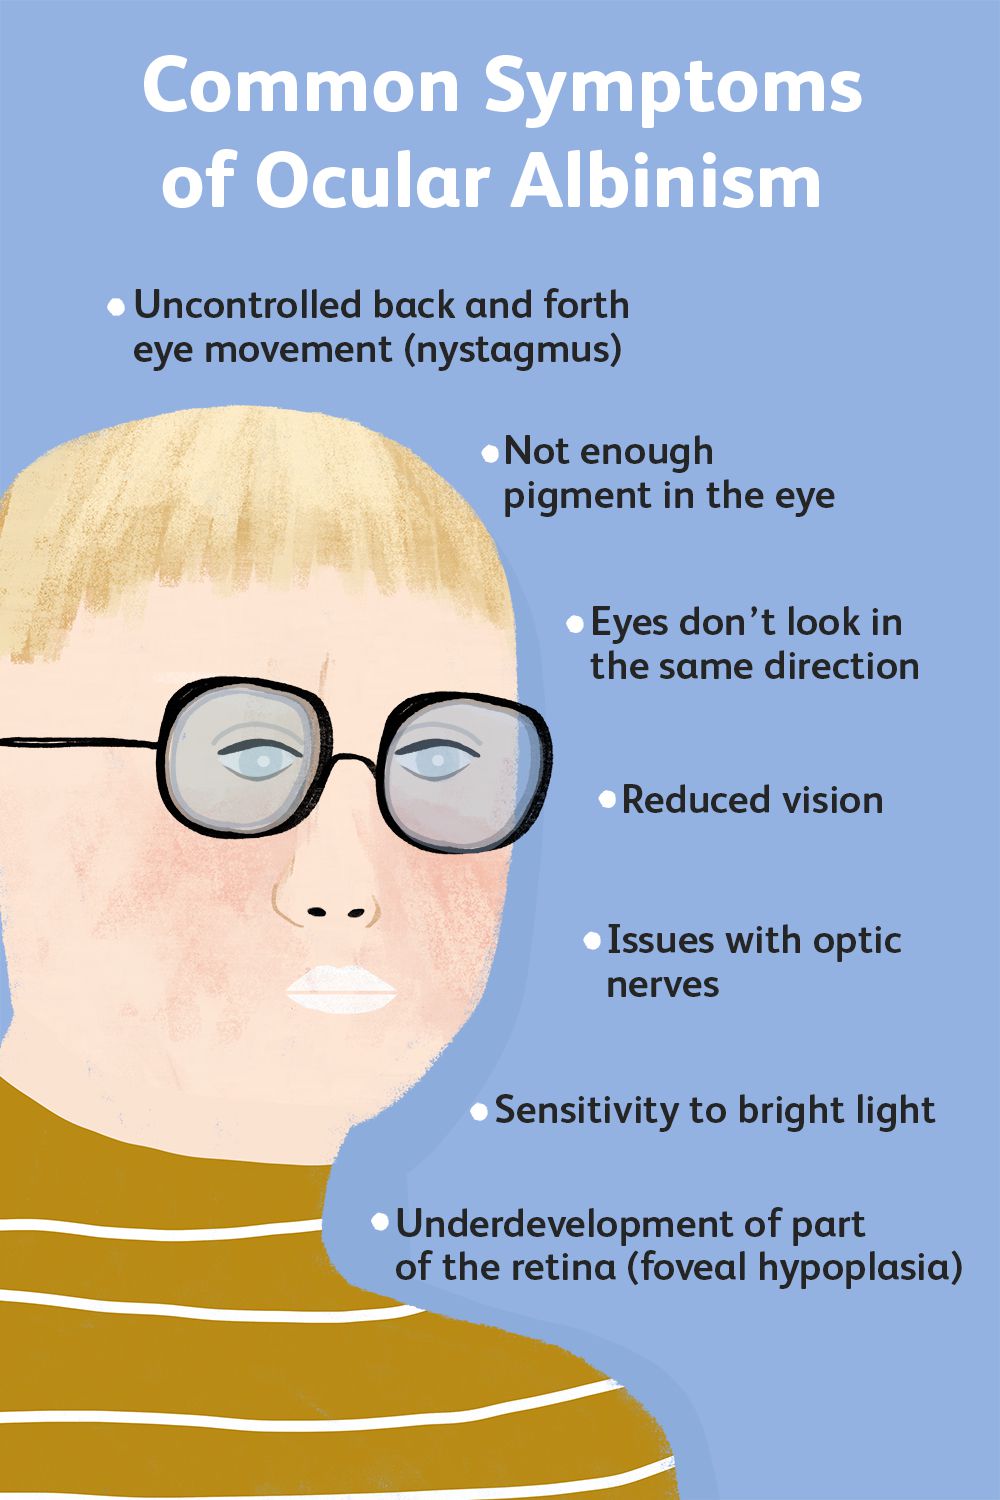 Common Symptoms
of Ocular Albinism
Uncontrolled back and forth
eye movement (nystagmus)
Not enough
pigment in the eye
Eyes don’t look in
the same direction
Reduced vision
Issues with optic
nerves
Sensitivity to bright light
Underdevelopment of part
of the retina (foveal hypoplasia)